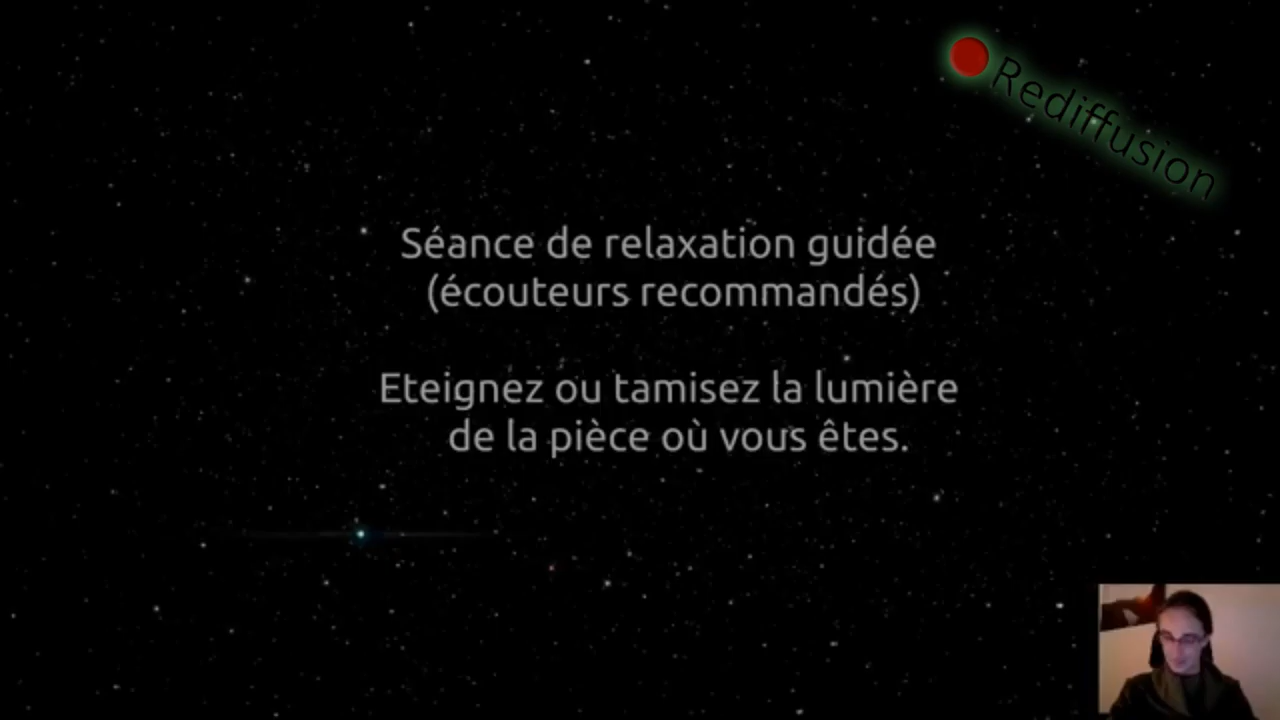 Rediffusion
Séance de relaxation guidée
(écouteurs recommandés)
Eteignez ou tamisez la lumière
de la pièce où vous êtes.